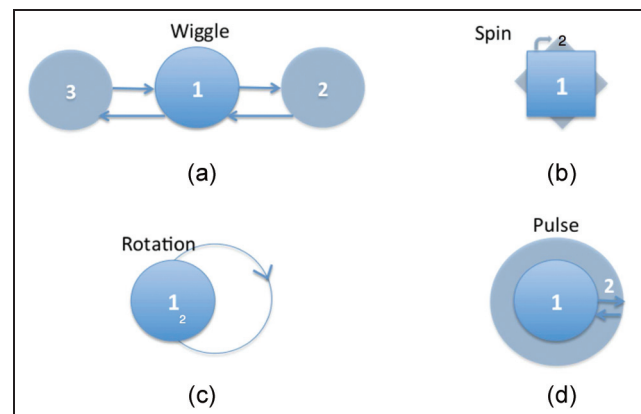 Wiggle
3 1 2
(a)
Spin
2
1
(b)
Rotation
1
2
(c)
Pulse
1 2
(d)